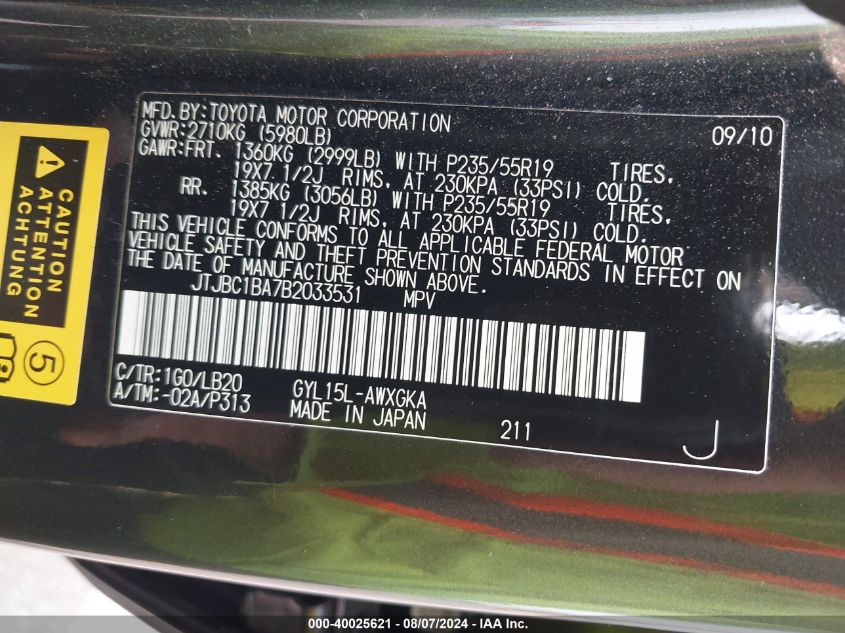 MFD.BY:TOYOTA MOTOR CORPORATION 09/10
GVWR:2710KG (5980LB)
GAWR:FRT. 1360KG (2999LB) WITH P235/55R19 TIRES,
19X7 1/2J RIMS, AT 230KPA (33PSI) COLD.
RR. 1385KG (3056LB) WITH P235/55R19 TIRES,
19X7 1/2J RIMS, AT 230KPA (33PSI) COLD.
THIS VEHICLE CONFORMS TO ALL APPLICABLE FEDERAL MOTOR
VEHICLE SAFETY AND THEFT PREVENTION STANDARDS IN EFFECT ON
THE DATE OF MANUFACTURE SHOWN ABOVE.
JTJBC1BA7B2033531 MPV
C/TR:1G0/LB20 GYL15L-AWXGKA
A/TM:-02A/P313 MADE IN JAPAN 211 J
CAUTION
ATTENTION
ACHTUNG
5
000-40025621 - 08/07/2024 - IAA Inc.